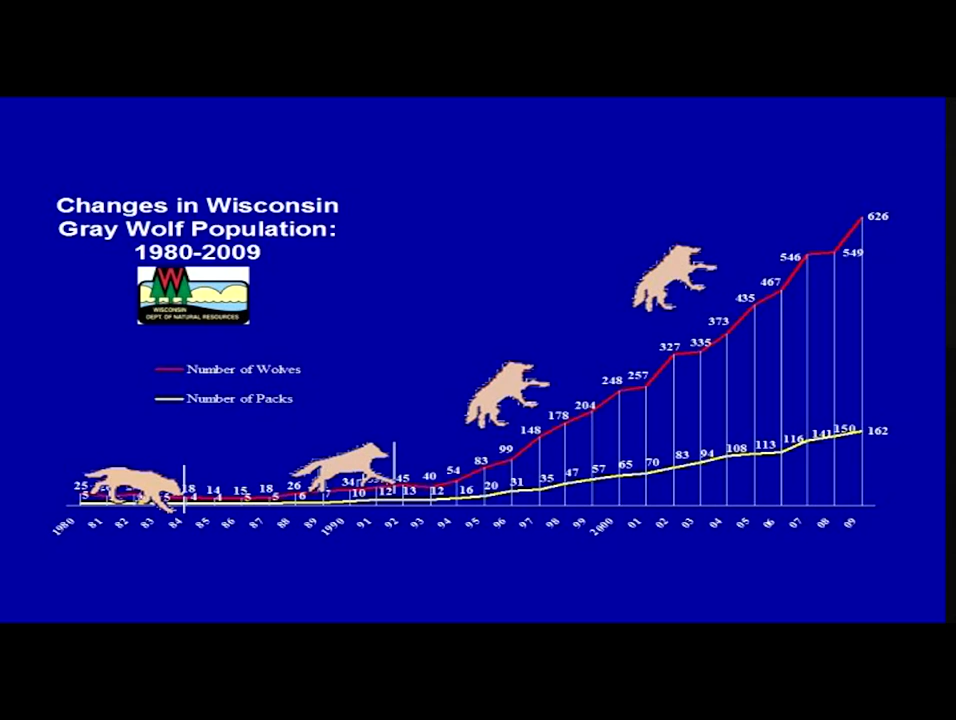 Changes in Wisconsin
Gray Wolf Population:
1980-2009
W
WISCONSIN
DEPT. OF NATURAL RESOURCES
Number of Wolves
Number of Packs
25 18 14 15 18 26 34 45 40 54 83 99 148 178 204 248 257 327 335 373 435 467 546 549 626
5 5 4 4 5 5 6 7 10 12 13 12 16 20 31 35 47 57 65 70 83 94 108 113 116 141 150 162
1980 81 82 83 84 85 86 87 88 89 1990 91 92 93 94 95 96 97 98 99 2000 01 02 03 04 05 06 07 08 09